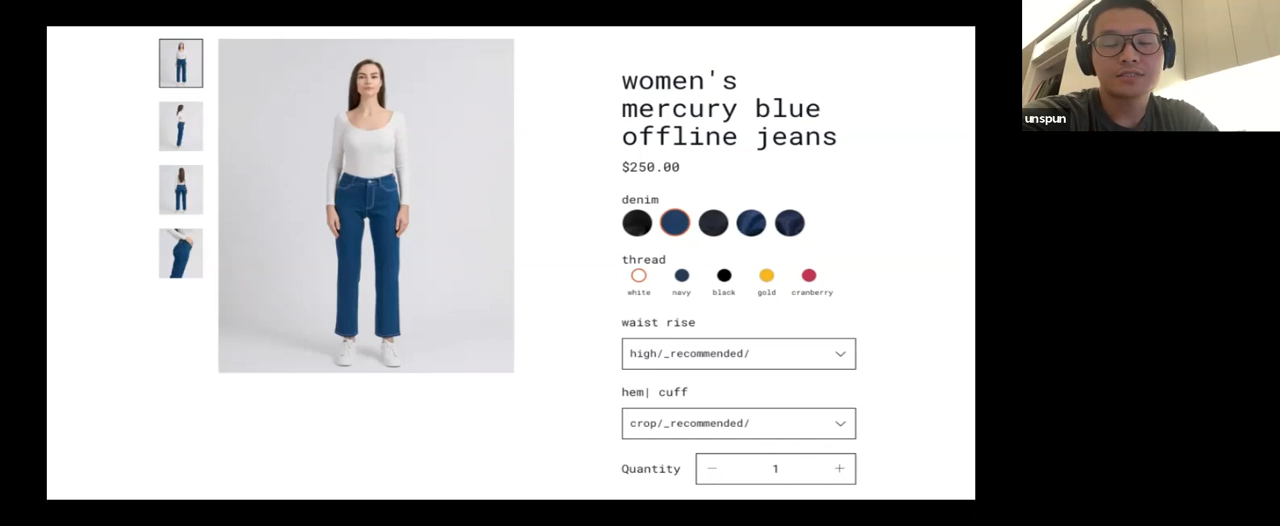 women's
mercury blue
offline jeans
$250.00
denim
thread
white navy black gold cranberry
waist rise
high/_recommended/
hem| cuff
crop/_recommended/
Quantity − 1 +
unspun